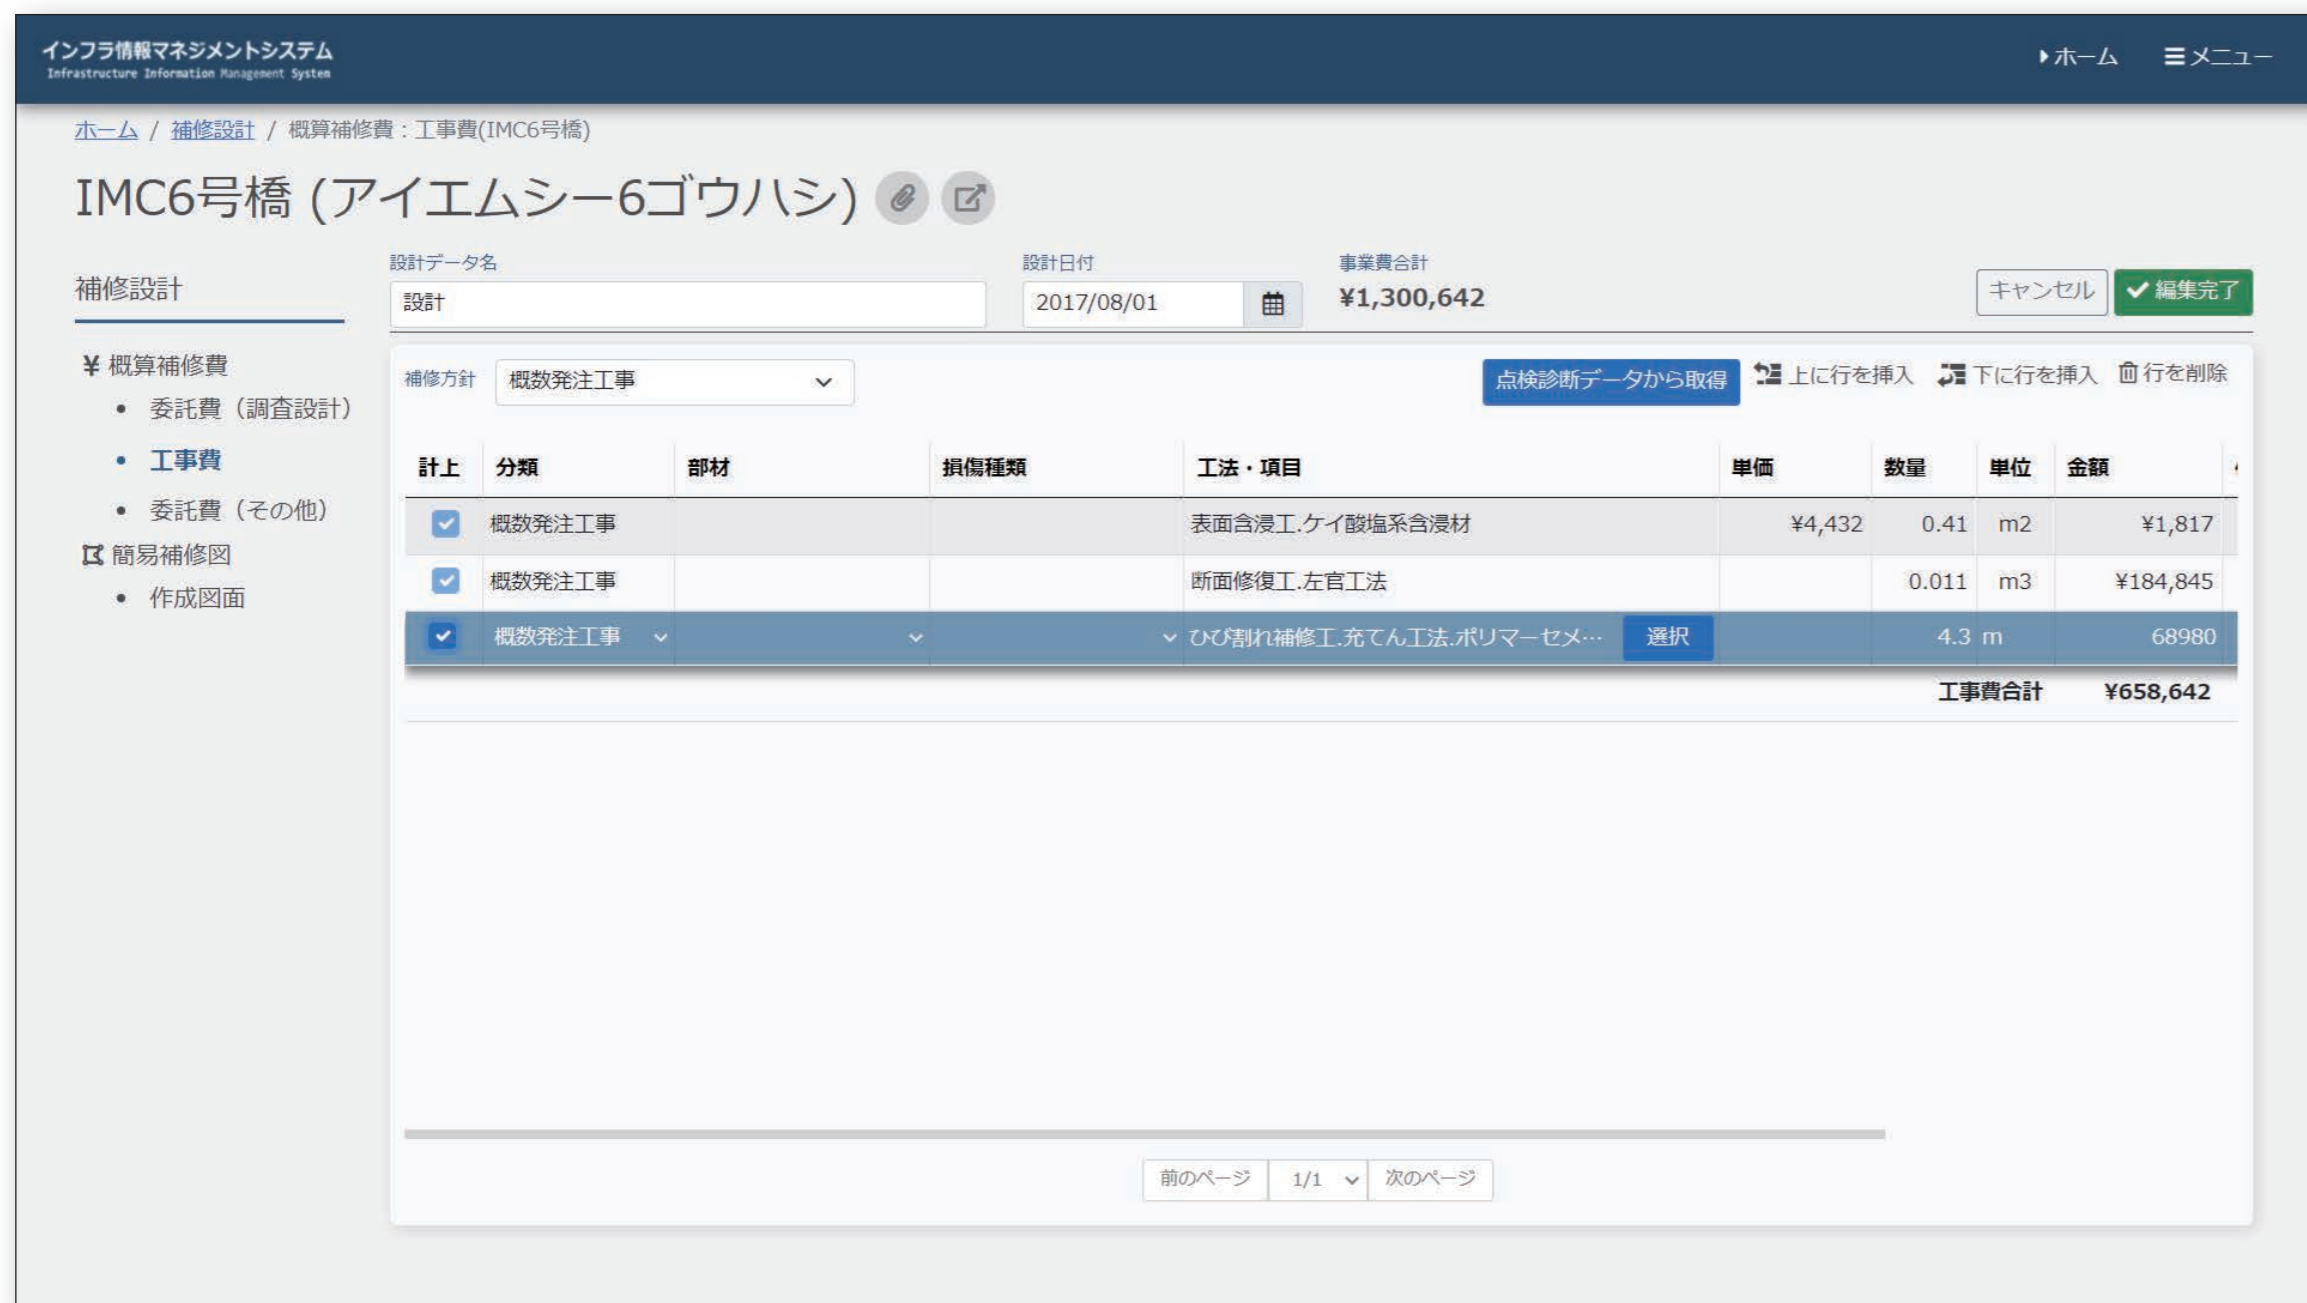 インフラ情報マネジメントシステム
Infrastructure Information Management System
ホーム メニュー
ホーム / 補修設計 / 概算補修費 : 工事費(IMC6号橋)
IMC6号橋 (アイエムシー6ゴウハシ)
補修設計
¥ 概算補修費
• 委託費（調査設計）
• 工事費
• 委託費（その他）
簡易補修図
• 作成図面
設計データ名 設計日付 事業費合計
設計 2017/08/01 ¥1,300,642 キャンセル 編集完了
補修方針 概数発注工事 点検診断データから取得 上に行を挿入 下に行を挿入 行を削除
計上 分類 部材 損傷種類 工法・項目 単価 数量 単位 金額
概数発注工事 表面含浸工.ケイ酸塩系含浸材 ¥4,432 0.41 m2 ¥1,817
概数発注工事 断面修復工.左官工法 0.011 m3 ¥184,845
概数発注工事 ひび割れ補修工.充てん工法.ポリマーセメ… 選択 4.3 m 68980
工事費合計 ¥658,642
前のページ 1/1 次のページ